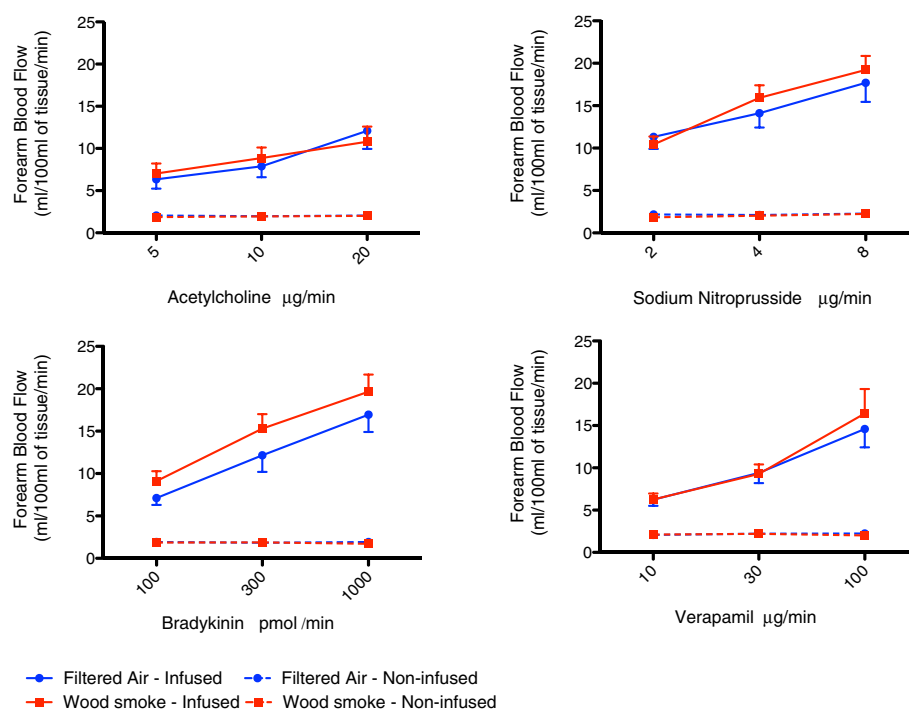 Forearm Blood Flow
(ml/100ml of tissue/min)
25
20
15
10
5
0
5
10
20
Acetylcholine μg/min
Forearm Blood Flow
(ml/100ml of tissue/min)
25
20
15
10
5
0
2
4
8
Sodium Nitroprusside μg/min
Forearm Blood Flow
(ml/100ml of tissue/min)
25
20
15
10
5
0
100
300
1000
Bradykinin pmol /min
Forearm Blood Flow
(ml/100ml of tissue/min)
25
20
15
10
5
0
10
30
100
Verapamil μg/min
Filtered Air - Infused
Filtered Air - Non-infused
Wood smoke - Infused
Wood smoke - Non-infused